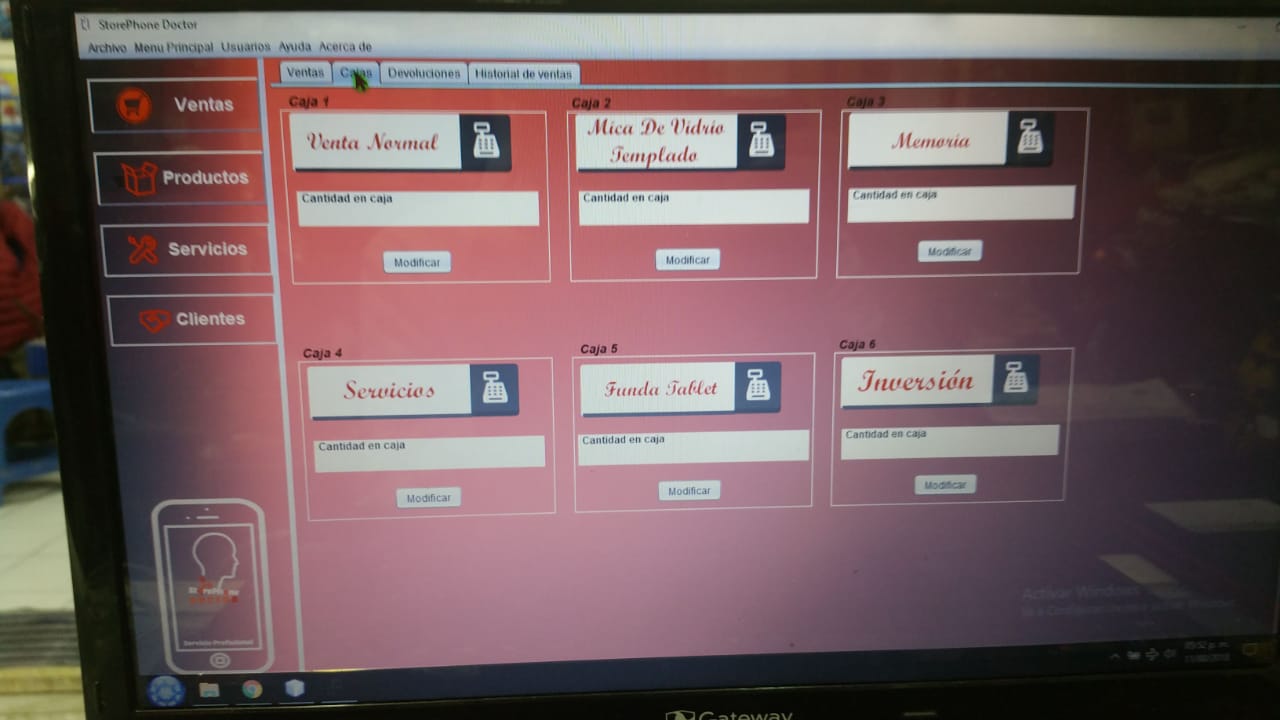 StorePhone Doctor
Archivo Menu Principal Usuarios Ayuda Acerca de
Ventas Cajas Devoluciones Historial de ventas
Ventas
Productos
Servicios
Clientes
Caja 1
Venta Normal
Cantidad en caja
Modificar
Caja 2
Mica De Vidrio
Templado
Cantidad en caja
Modificar
Caja 3
Memoria
Cantidad en caja
Modificar
Caja 4
Servicios
Cantidad en caja
Modificar
Caja 5
Funda Tablet
Cantidad en caja
Modificar
Caja 6
Inversión
Cantidad en caja
Modificar
Servicio Profesional
Activar Windows
Gateway